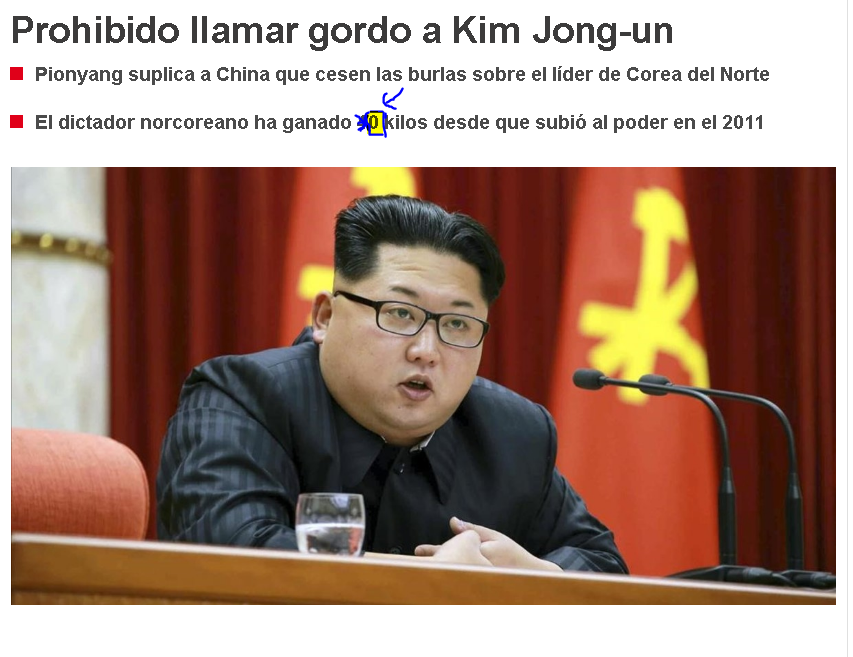 Prohibido llamar gordo a Kim Jong-un
Pionyang suplica a China que cesen las burlas sobre el líder de Corea del Norte
El dictador norcoreano ha ganado 0 kilos desde que subió al poder en el 2011